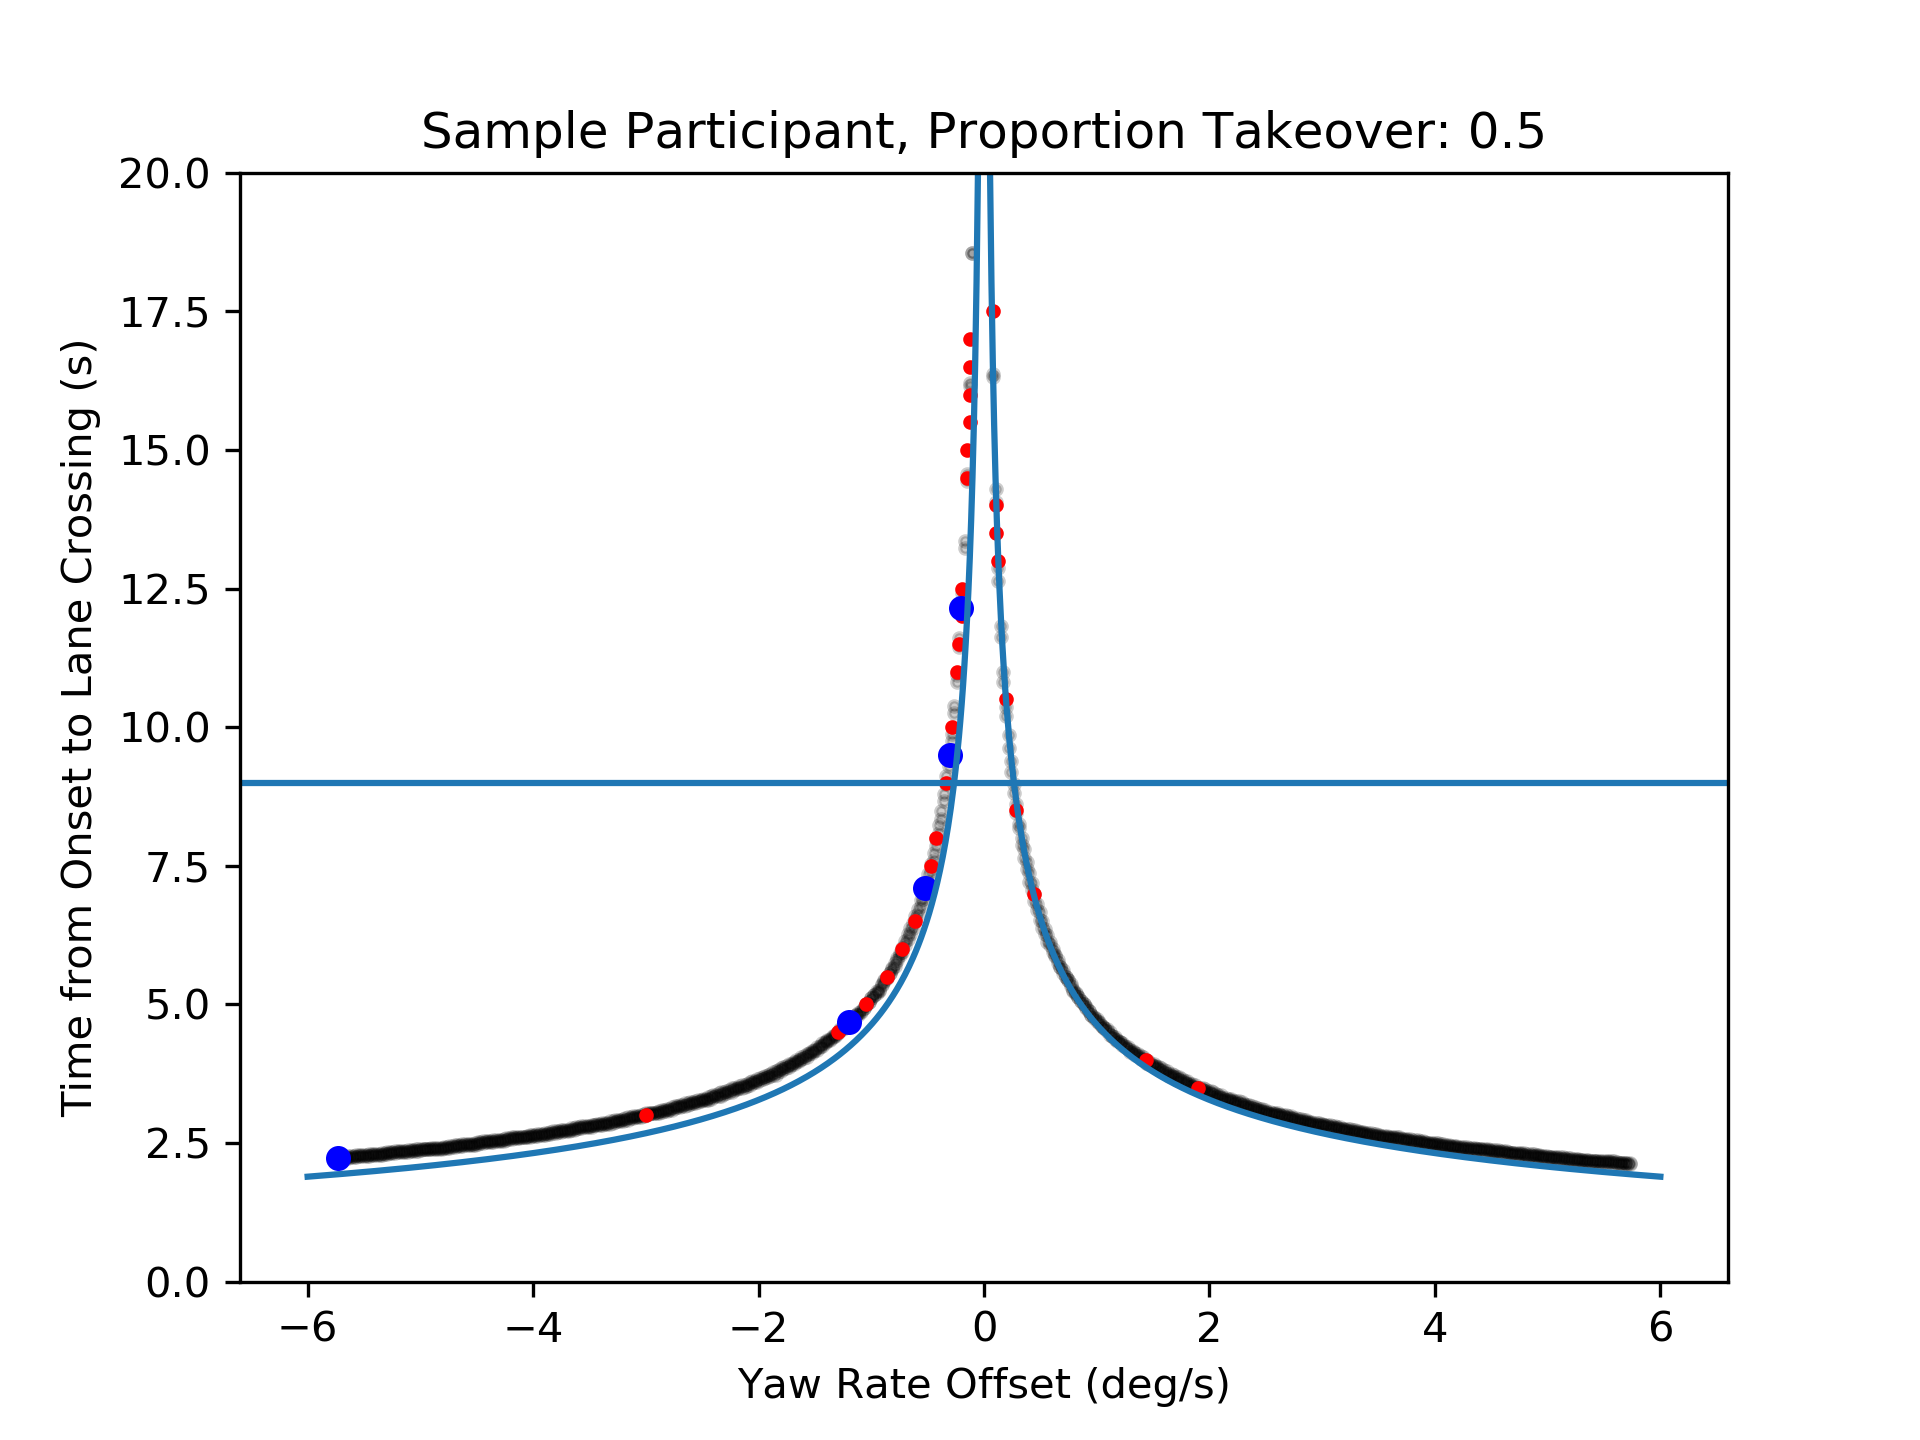 Sample Participant, Proportion Takeover: 0.5
20.0
17.5
15.0
12.5
10.0
7.5
5.0
2.5
0.0
Time from Onset to Lane Crossing (s)
−6 −4 −2 0 2 4 6
Yaw Rate Offset (deg/s)